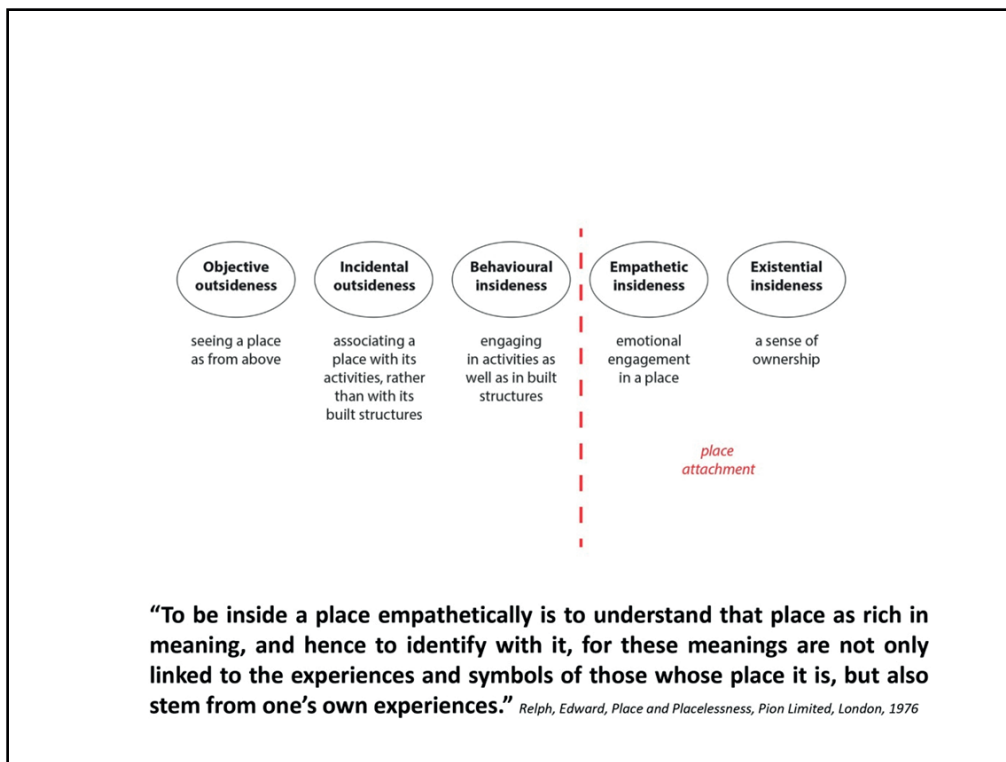 Objective
outsideness
Incidental
outsideness
Behavioural
insideness
Empathetic
insideness
Existential
insideness
seeing a place
as from above
associating a
place with its
activities, rather
than with its
built structures
engaging
in activities as
well as in built
structures
emotional
engagement
in a place
a sense of
ownership
place
attachment
“To be inside a place empathetically is to understand that place as rich in
meaning, and hence to identify with it, for these meanings are not only
linked to the experiences and symbols of those whose place it is, but also
stem from one’s own experiences.” Relph, Edward, Place and Placelessness, Pion Limited, London, 1976